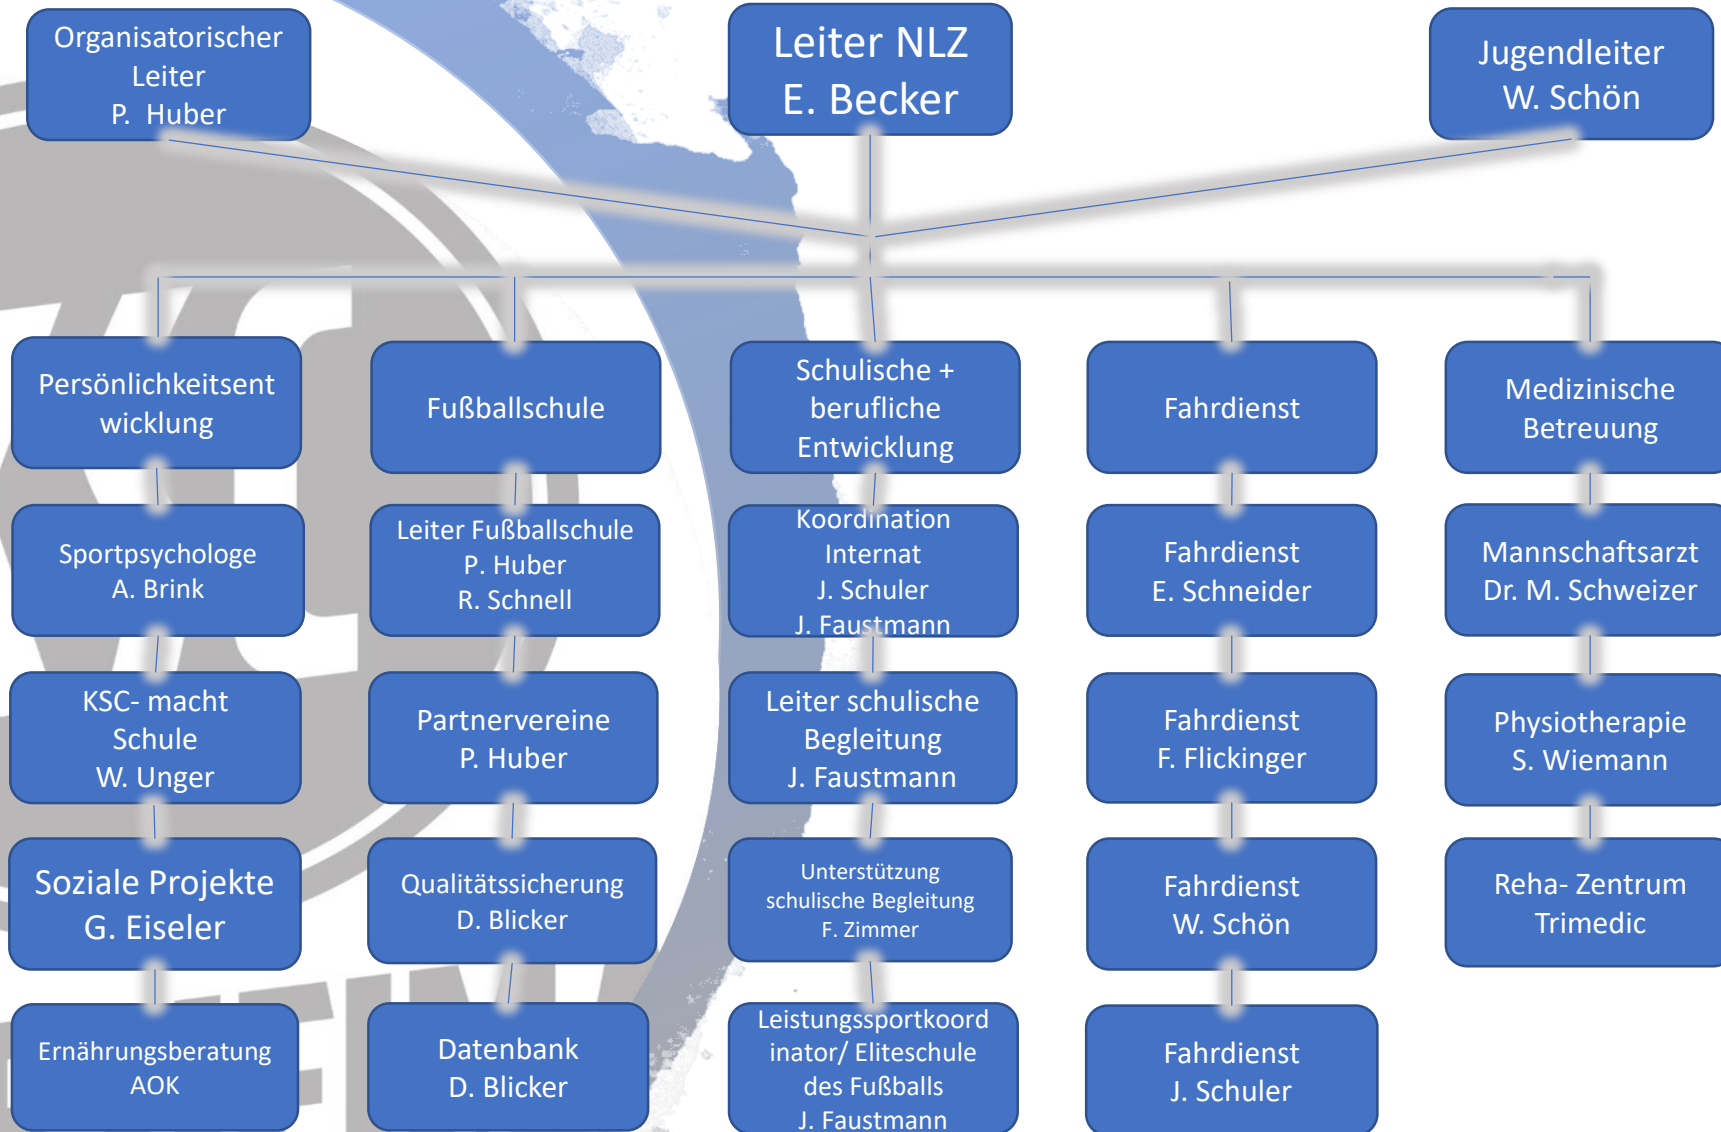 Organisatorischer
Leiter
P. Huber
Leiter NLZ
E. Becker
Jugendleiter
W. Schön
Persönlichkeitsent
wicklung
Fußballschule
Schulische +
berufliche
Entwicklung
Fahrdienst
Medizinische
Betreuung
Sportpsychologe
A. Brink
Leiter Fußballschule
P. Huber
R. Schnell
Koordination
Internat
J. Schuler
J. Faustmann
Fahrdienst
E. Schneider
Mannschaftsarzt
Dr. M. Schweizer
KSC- macht
Schule
W. Unger
Partnervereine
P. Huber
Leiter schulische
Begleitung
J. Faustmann
Fahrdienst
F. Flickinger
Physiotherapie
S. Wiemann
Soziale Projekte
G. Eiseler
Qualitätssicherung
D. Blicker
Unterstützung
schulische Begleitung
F. Zimmer
Fahrdienst
W. Schön
Reha- Zentrum
Trimedic
Ernährungsberatung
AOK
Datenbank
D. Blicker
Leistungssportkoord
inator/ Eliteschule
des Fußballs
J. Faustmann
Fahrdienst
J. Schuler